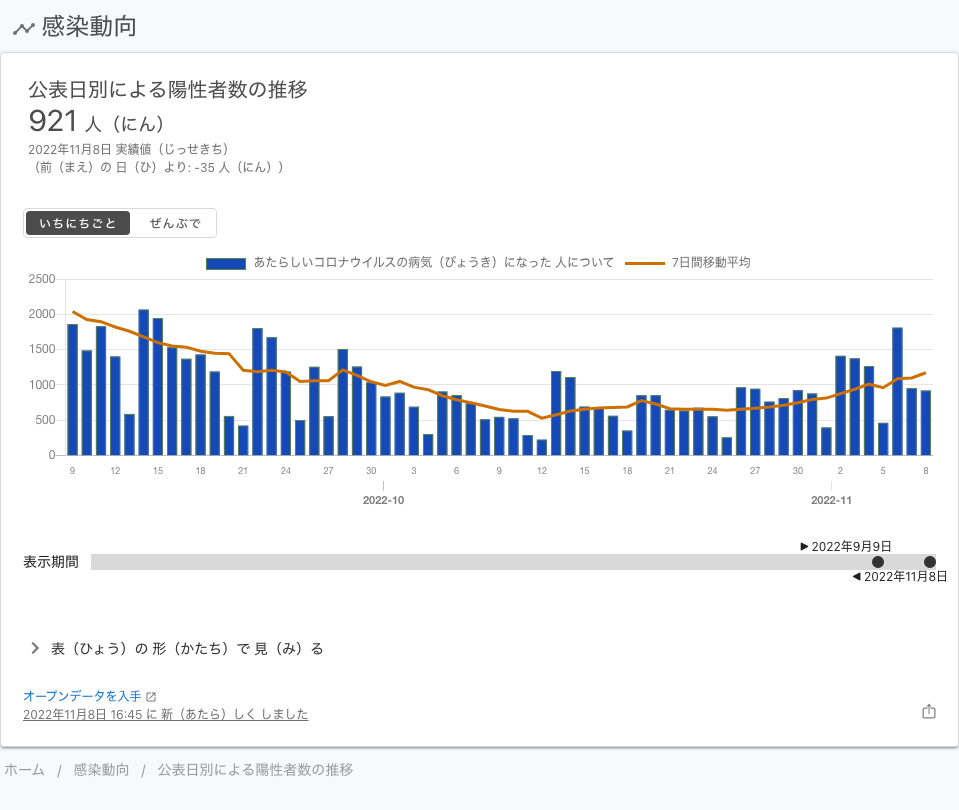 感染動向
公表日別による陽性者数の推移
921 人（にん）
2022年11月8日 実績値（じっせきち）
（前（まえ）の 日（ひ）より: -35 人（にん））
いちにちごと ぜんぶで
あたらしいコロナウイルスの病気（びょうき）になった 人について 7日間移動平均
2500
2000
1500
1000
500
0
9 12 15 18 21 24 27 30 3 6 9 12 15 18 21 24 27 30 2 5 8
2022-10 2022-11
▶ 2022年9月9日
表示期間
◀ 2022年11月8日
表（ひょう）の 形（かたち）で 見（み）る
オープンデータを入手
2022年11月8日 16:45 に 新（あたら）しく しました
ホーム / 感染動向 / 公表日別による陽性者数の推移